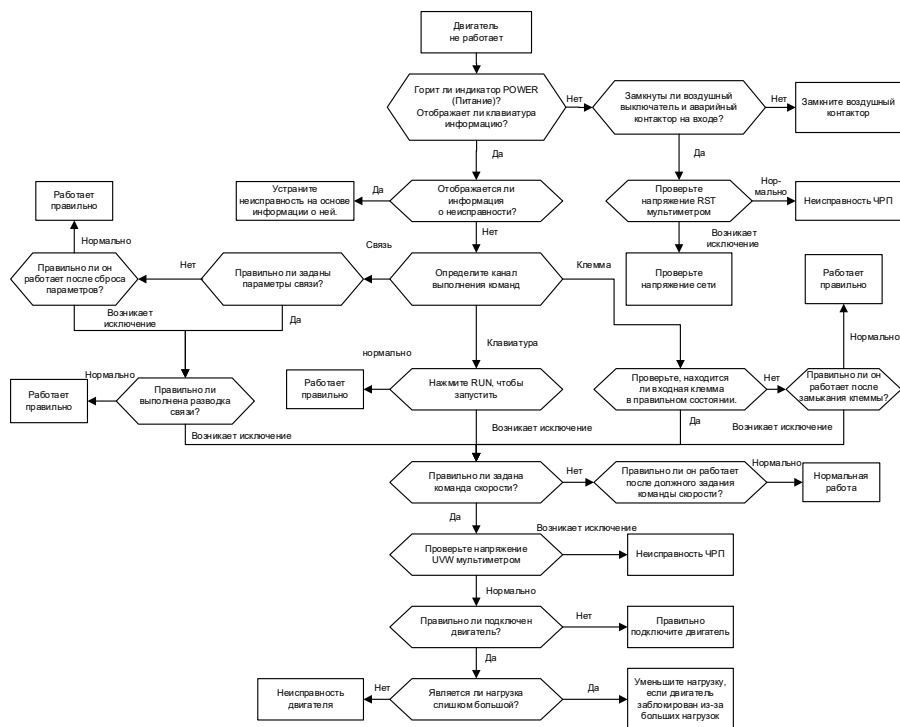 Двигатель
не работает
Горит ли индикатор POWER
(Питание)?
Отображает ли клавиатура
информацию?
Нет
Замкнуты ли воздушный
выключатель и аварийный
контактор на входе?
Нет
Замкните воздушный
контактор
Да
Да
Работает
правильно
Устраните
неисправность на основе
информации о ней.
Да
Отображается ли
информация
о неисправности?
Проверьте
напряжение RST
мультиметром
Нор-
мально
Неисправность ЧРП
Нормально
Нет
Возникает
исключение
Связь
Правильно ли он
работает после сброса
параметров?
Нет
Правильно ли заданы
параметры связи?
Определите канал
выполнения команд
Клемма
Проверьте
напряжение сети
Работает
правильно
Возникает
исключение
Да
Клавиатура
Нормально
нормально
Работает
правильно
Нормально
Правильно ли
выполнена разводка
связи?
Работает
правильно
Нажмите RUN, чтобы
запустить
Проверьте, находится
ли входная клемма
в правильном состоянии.
Нет
Правильно ли он
работает после
замыкания клеммы?
Возникает исключение
Возникает исключение
Да
Возникает исключение
Правильно ли задана
команда скорости?
Нет
Правильно ли он работает
после должного задания
команды скорости?
Нормально
Нормальная
работа
Да
Возникает исключение
Проверьте напряжение
UVW мультиметром
Неисправность ЧРП
Нормально
Правильно ли подключен
двигатель?
Нет
Правильно
подключите двигатель
Да
Неисправность
двигателя
Нет
Является ли нагрузка
слишком большой?
Да
Уменьшите нагрузку,
если двигатель
заблокирован из-за
больших нагрузок